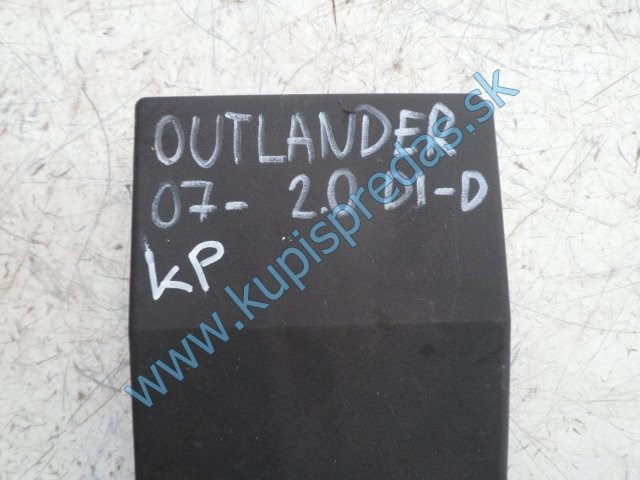 OUTLANDER
07- 2.0 DI-D
KP
www.kupispredas.sk